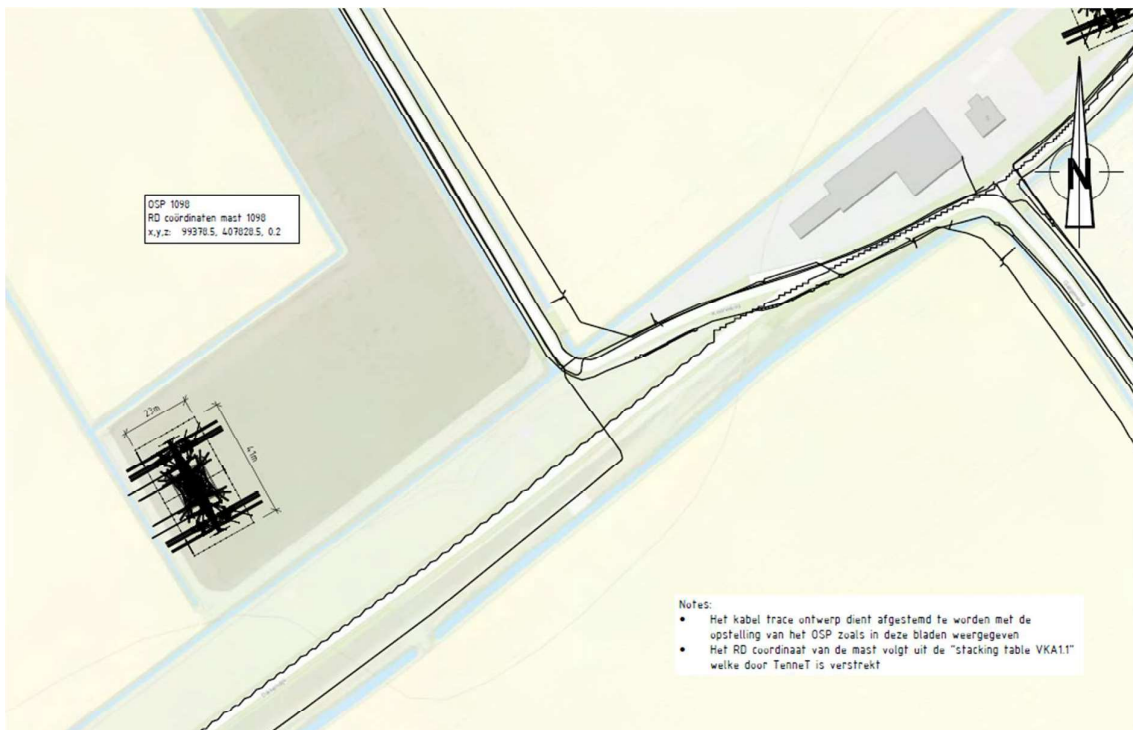 OSP 1098
RD coördinaten mast 1098
x,y,z: 99378.5, 407828.5, 0.2
N
23m
41m
Notes:
• Het kabel trace ontwerp dient afgestemd te worden met de
opstelling van het OSP zoals in deze bladen weergegeven
• Het RD coordinaat van de mast volgt uit de "stacking table VKA1.1"
welke door TenneT is verstrekt